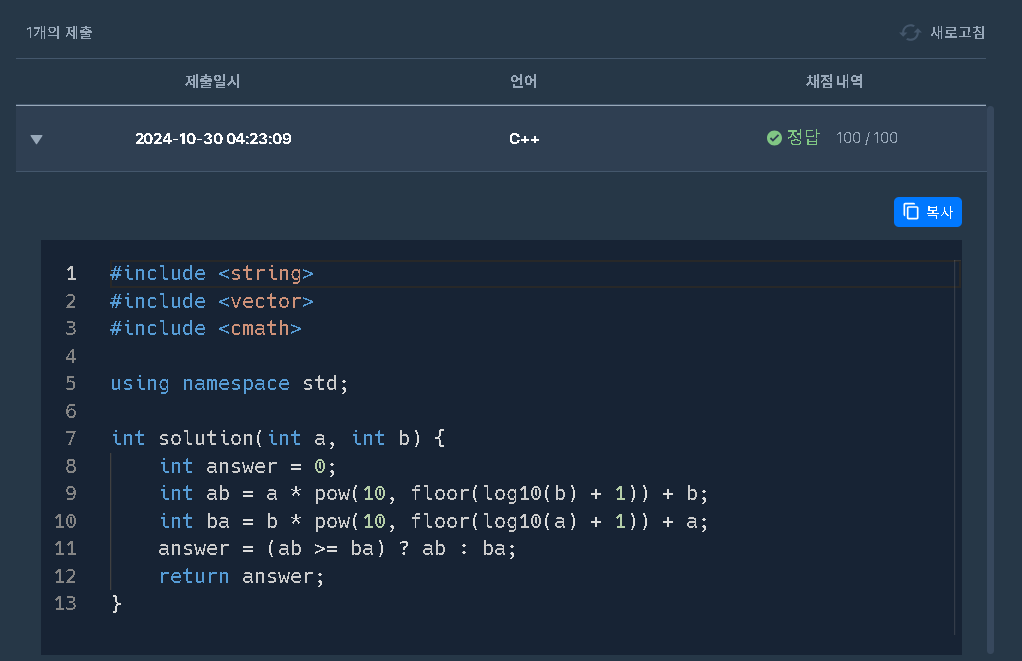 1개의 제출
새로고침
제출일시 언어 채점내역
2024-10-30 04:23:09 C++ 정답 100 / 100
복사
1 #include <string>
2 #include <vector>
3 #include <cmath>
4
5 using namespace std;
6
7 int solution(int a, int b) {
8     int answer = 0;
9     int ab = a * pow(10, floor(log10(b) + 1)) + b;
10     int ba = b * pow(10, floor(log10(a) + 1)) + a;
11     answer = (ab >= ba) ? ab : ba;
12     return answer;
13 }